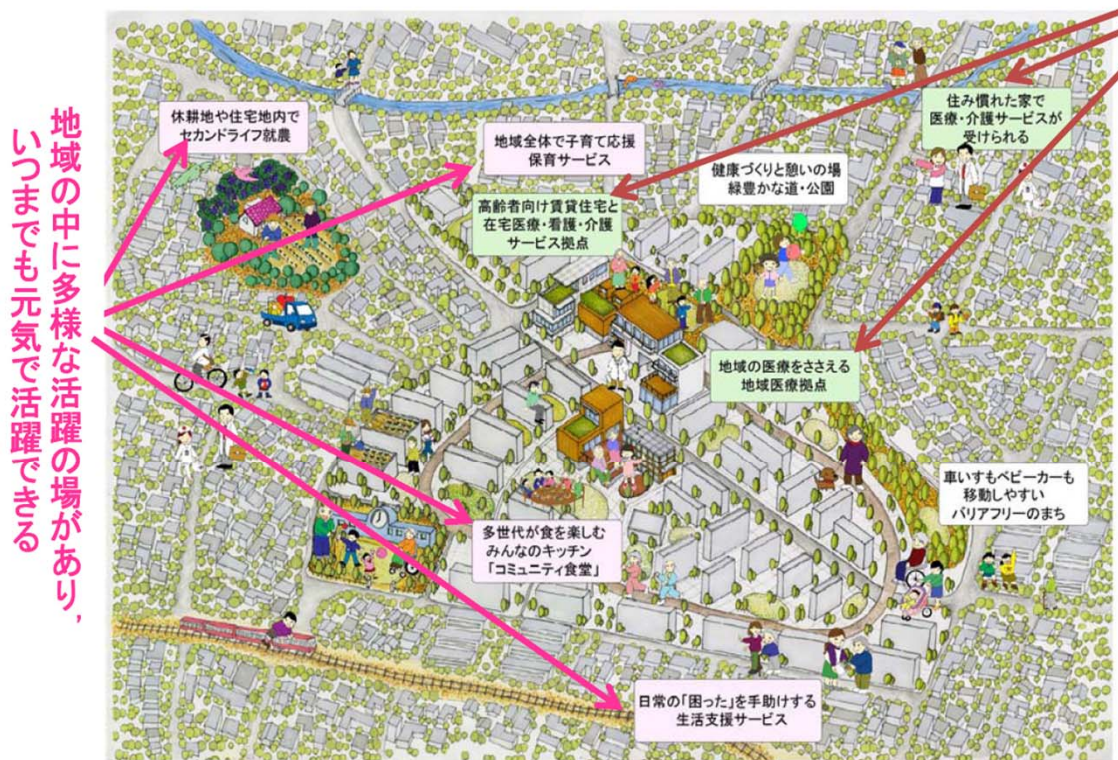 地域の中に多様な活躍の場があり,
いつまでも元気で活躍できる
休耕地や住宅地内で
セカンドライフ就農
地域全体で子育て応援
保育サービス
高齢者向け賃貸住宅と
在宅医療・看護・介護
サービス拠点
健康づくりと憩いの場
緑豊かな道・公園
住み慣れた家で
医療・介護サービスが
受けられる
地域の医療をささえる
地域医療拠点
車いすもベビーカーも
移動しやすい
バリアフリーのまち
多世代が食を楽しむ
みんなのキッチン
「コミュニティ食堂」
日常の「困った」を手助けする
生活支援サービス